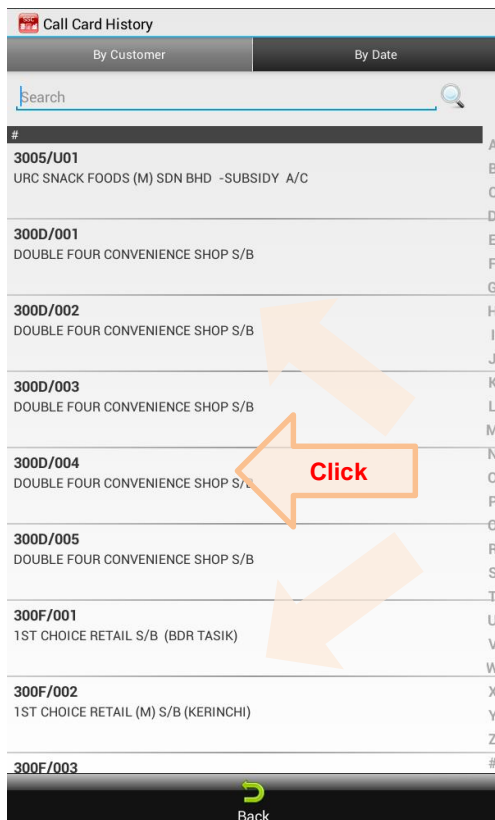 SSC
Call Card History
By Customer
By Date
Search
#
3005/U01
URC SNACK FOODS (M) SDN BHD -SUBSIDY A/C
300D/001
DOUBLE FOUR CONVENIENCE SHOP S/B
300D/002
DOUBLE FOUR CONVENIENCE SHOP S/B
300D/003
DOUBLE FOUR CONVENIENCE SHOP S/B
300D/004
DOUBLE FOUR CONVENIENCE SHOP S/B
Click
300D/005
DOUBLE FOUR CONVENIENCE SHOP S/B
300F/001
1ST CHOICE RETAIL S/B (BDR TASIK)
300F/002
1ST CHOICE RETAIL (M) S/B (KERINCHI)
300F/003
A
B
C
D
E
F
G
H
I
J
K
L
M
N
O
P
Q
R
S
T
U
V
W
X
Y
Z
#
Back